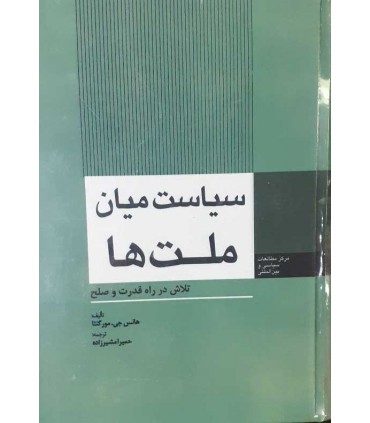 سیاست میان
ملت‌ها
تلاش در راه قدرت و صلح
مرکز مطالعات
سیاسی و
بین‌المللی
تألیف:
هانس جی. مورگنتا
ترجمه:
حمیرا مشیرزاده